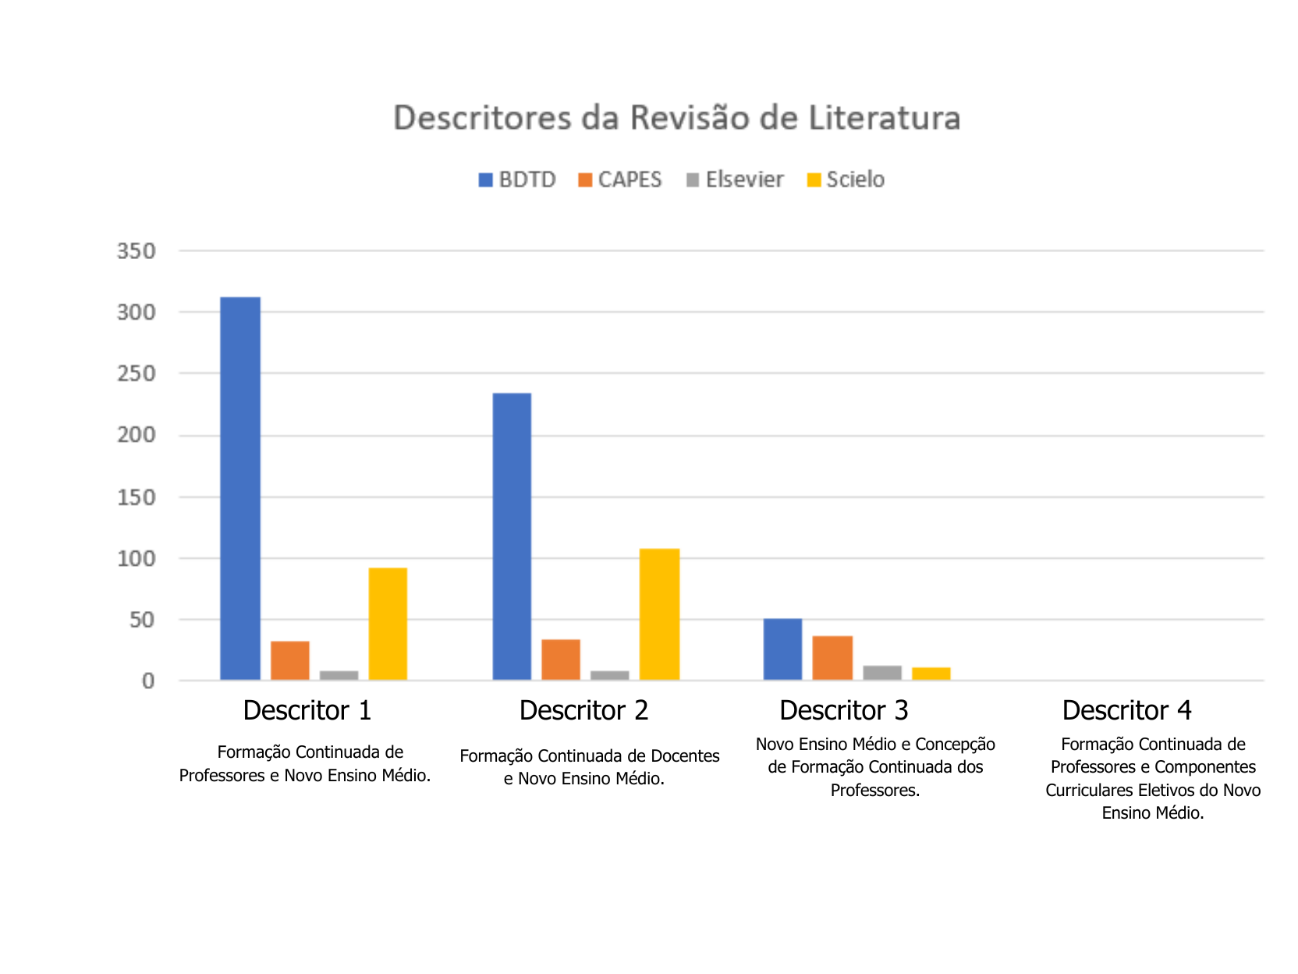 Descritores da Revisão de Literatura
BDTD CAPES Elsevier Scielo
350
300
250
200
150
100
50
0
Descritor 1
Formação Continuada de
Professores e Novo Ensino Médio.
Descritor 2
Formação Continuada de Docentes
e Novo Ensino Médio.
Descritor 3
Novo Ensino Médio e Concepção
de Formação Continuada dos
Professores.
Descritor 4
Formação Continuada de
Professores e Componentes
Curriculares Eletivos do Novo
Ensino Médio.